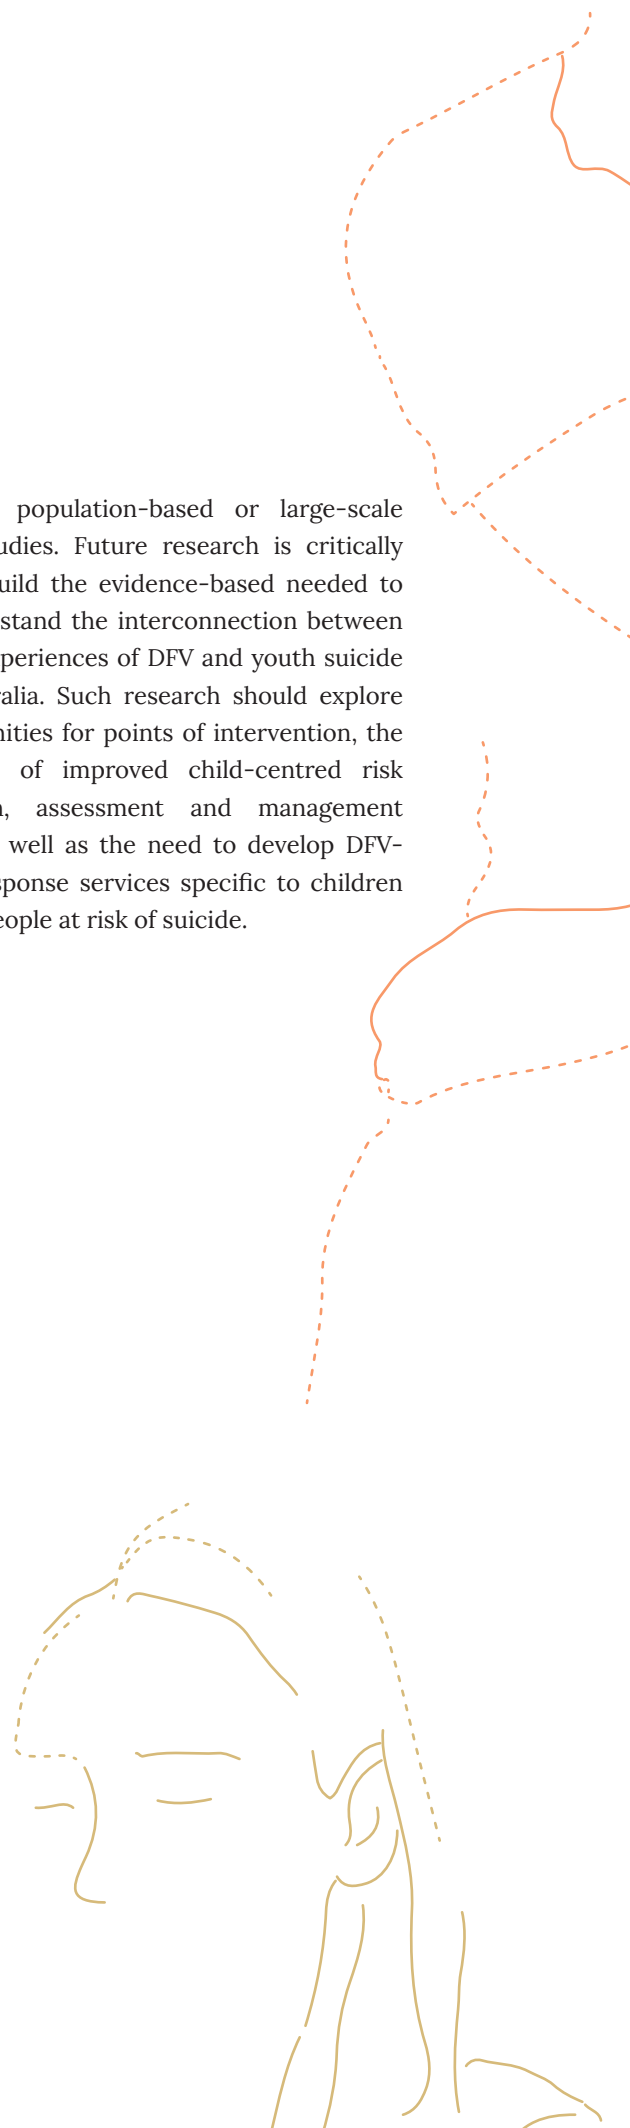 population-based or large-scale
udies. Future research is critically
uild the evidence-based needed to
stand the interconnection between
periences of DFV and youth suicide
ralia. Such research should explore
nities for points of intervention, the
of improved child-centred risk
, assessment and management
well as the need to develop DFV-
sponse services specific to children
eople at risk of suicide.